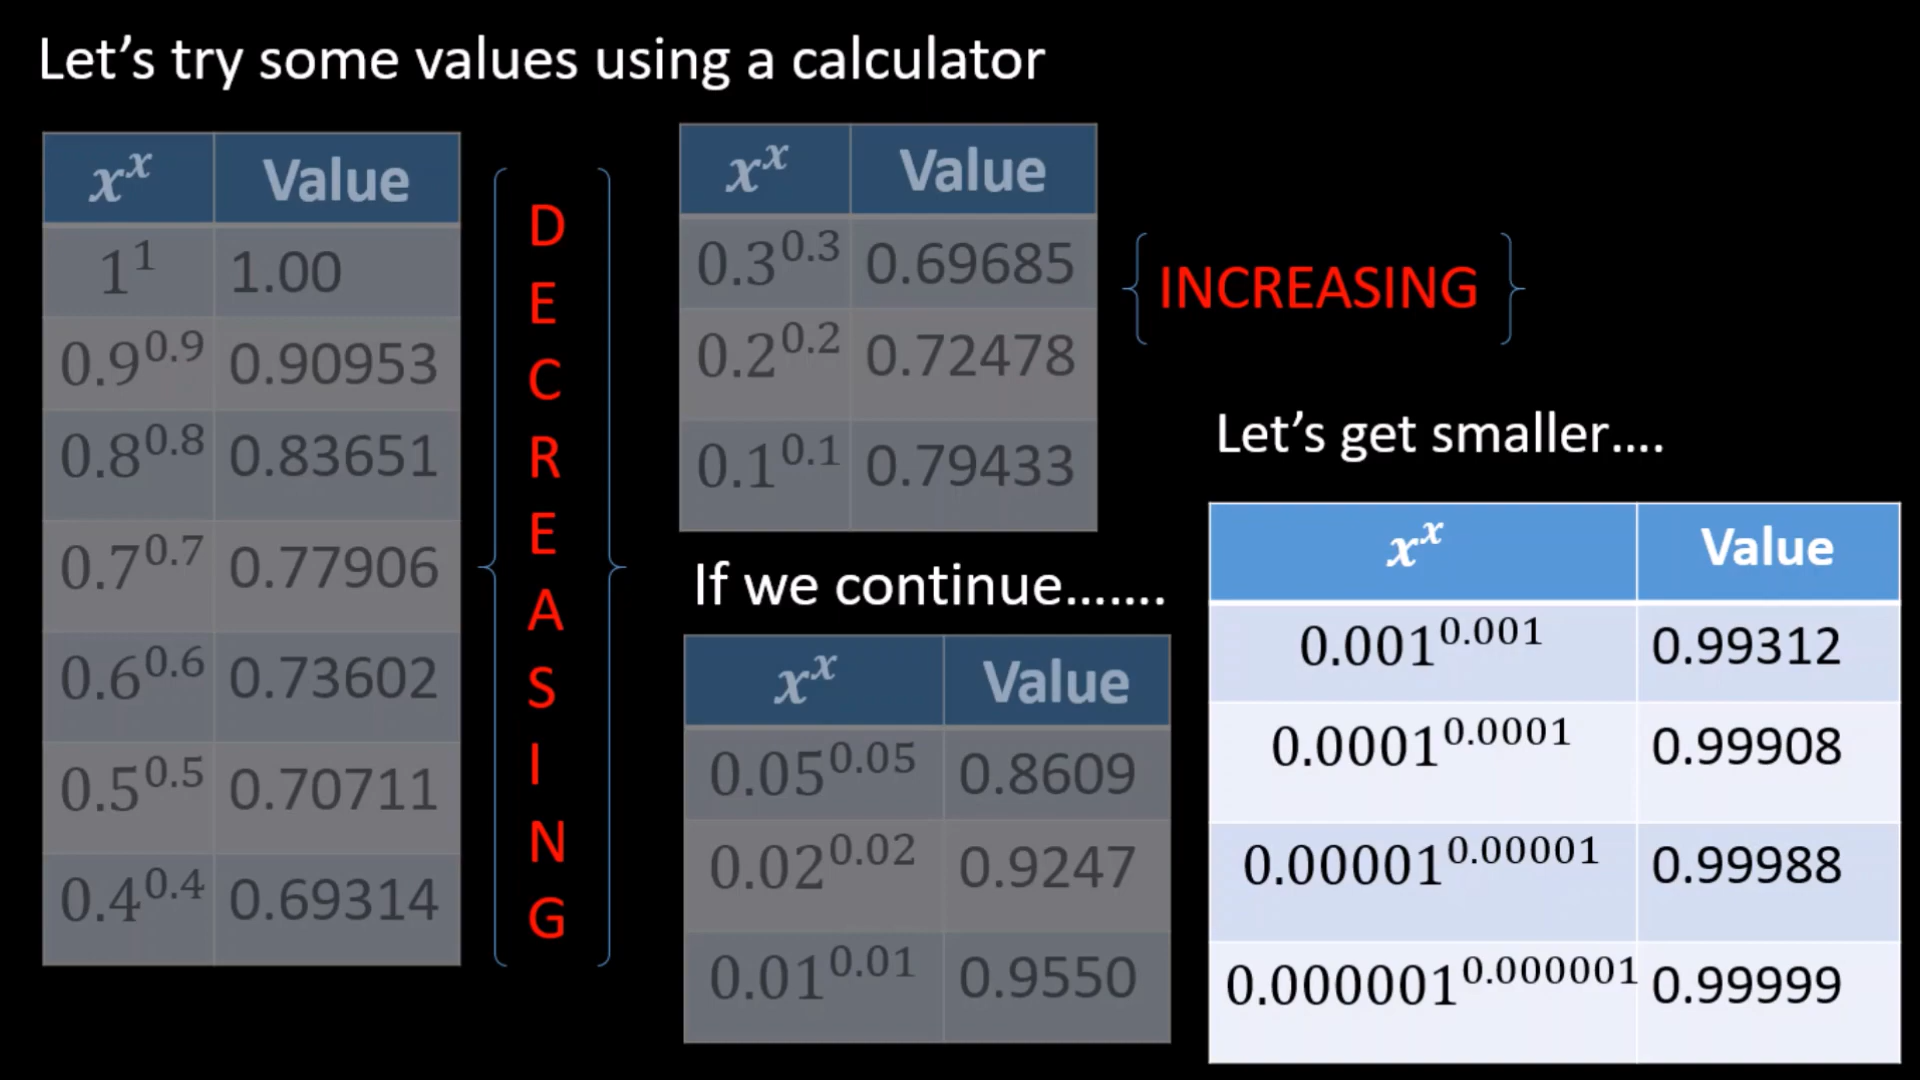 Let's try some values using a calculator
x^x Value
1^1 1.00
0.9^0.9 0.90953
0.8^0.8 0.83651
0.7^0.7 0.77906
0.6^0.6 0.73602
0.5^0.5 0.70711
0.4^0.4 0.69314
D
E
C
R
E
A
S
I
N
G
x^x Value
0.3^0.3 0.69685
0.2^0.2 0.72478
0.1^0.1 0.79433
INCREASING
If we continue.......
x^x Value
0.05^0.05 0.8609
0.02^0.02 0.9247
0.01^0.01 0.9550
Let's get smaller....
x^x Value
0.001^0.001 0.99312
0.0001^0.0001 0.99908
0.00001^0.00001 0.99988
0.000001^0.000001 0.99999